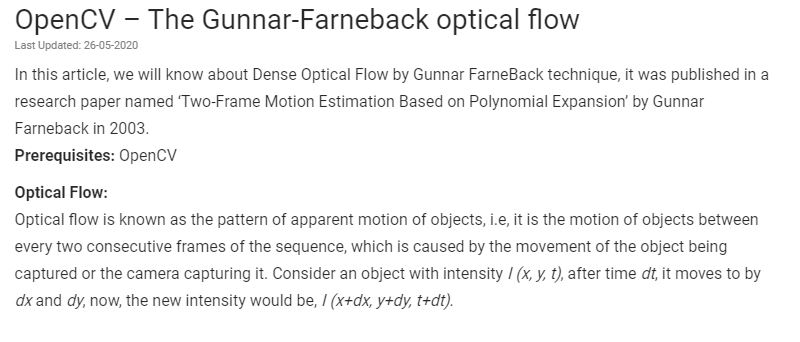 OpenCV – The Gunnar-Farneback optical flow
Last Updated: 26-05-2020
In this article, we will know about Dense Optical Flow by Gunnar FarneBack technique, it was published in a
research paper named ‘Two-Frame Motion Estimation Based on Polynomial Expansion’ by Gunnar
Farneback in 2003.
Prerequisites: OpenCV
Optical Flow:
Optical flow is known as the pattern of apparent motion of objects, i.e, it is the motion of objects between
every two consecutive frames of the sequence, which is caused by the movement of the object being
captured or the camera capturing it. Consider an object with intensity I (x, y, t), after time dt, it moves to by
dx and dy, now, the new intensity would be, I (x+dx, y+dy, t+dt).